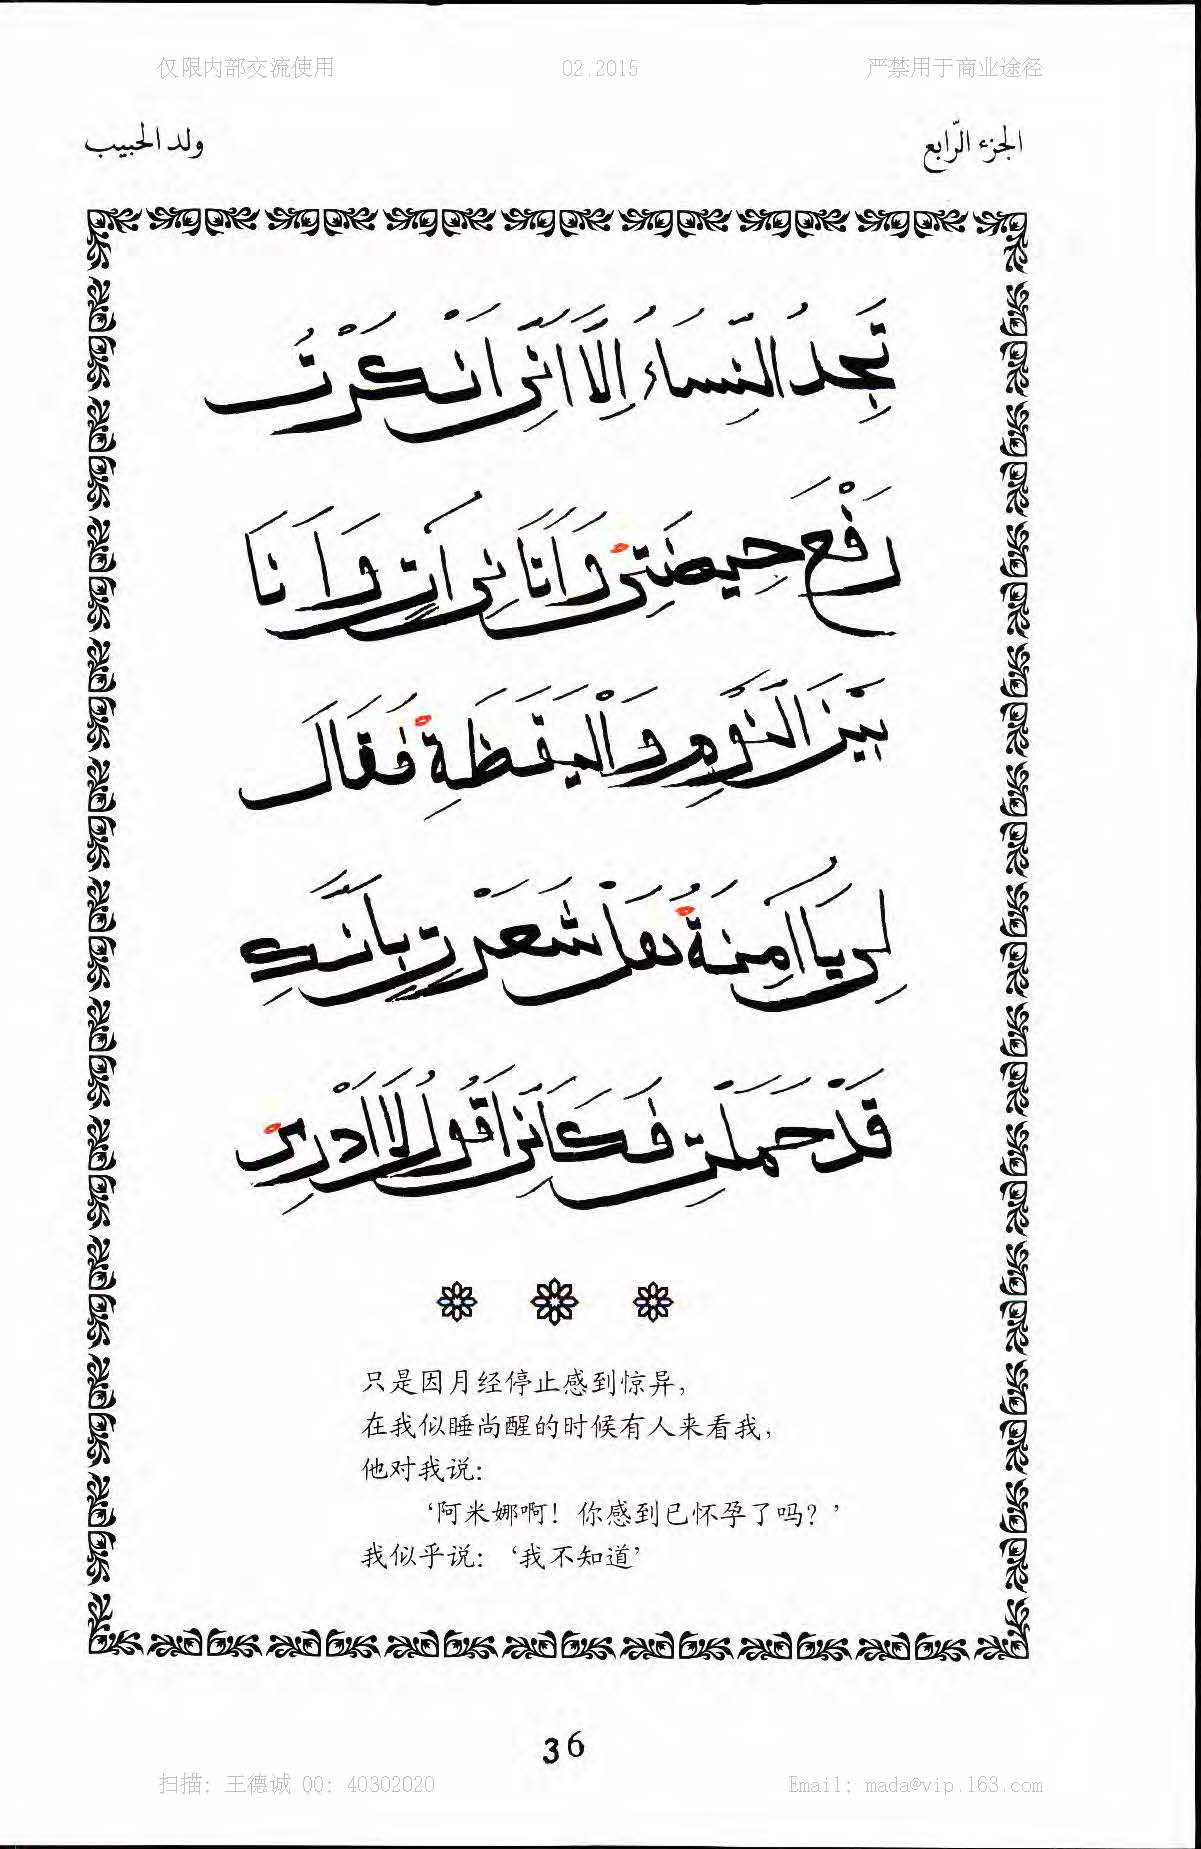 仅限内部交流使用 02.2015 严禁用于商业途径
الجزء الرّابع ولد الحبيب
تَجِدُ النِّسَاءُ اِلَّا اَنِّى اَنْكَرْتُ
رَفْعَ حَيْضَتِى وَاَتَانِى اٰتٍ وَاَنَا
بَيْنَ النَّوْمِ وَالْيَقَظَةِ فَقَالَ
لِى يَا اٰمِنَةُ هَلْ شَعَرْتِ بِاَنَّكِ
قَدْ حَمَلْتِ فَكَاَنِّى اَقُولُ لَا اَدْرِى
只是因月经停止感到惊异，
在我似睡尚醒的时候有人来看我，
他对我说：
‘阿米娜啊！你感到已怀孕了吗？’
我似乎说：‘我不知道’
36
扫描：王德诚 QQ：40302020 Email：mada@vip.163.com